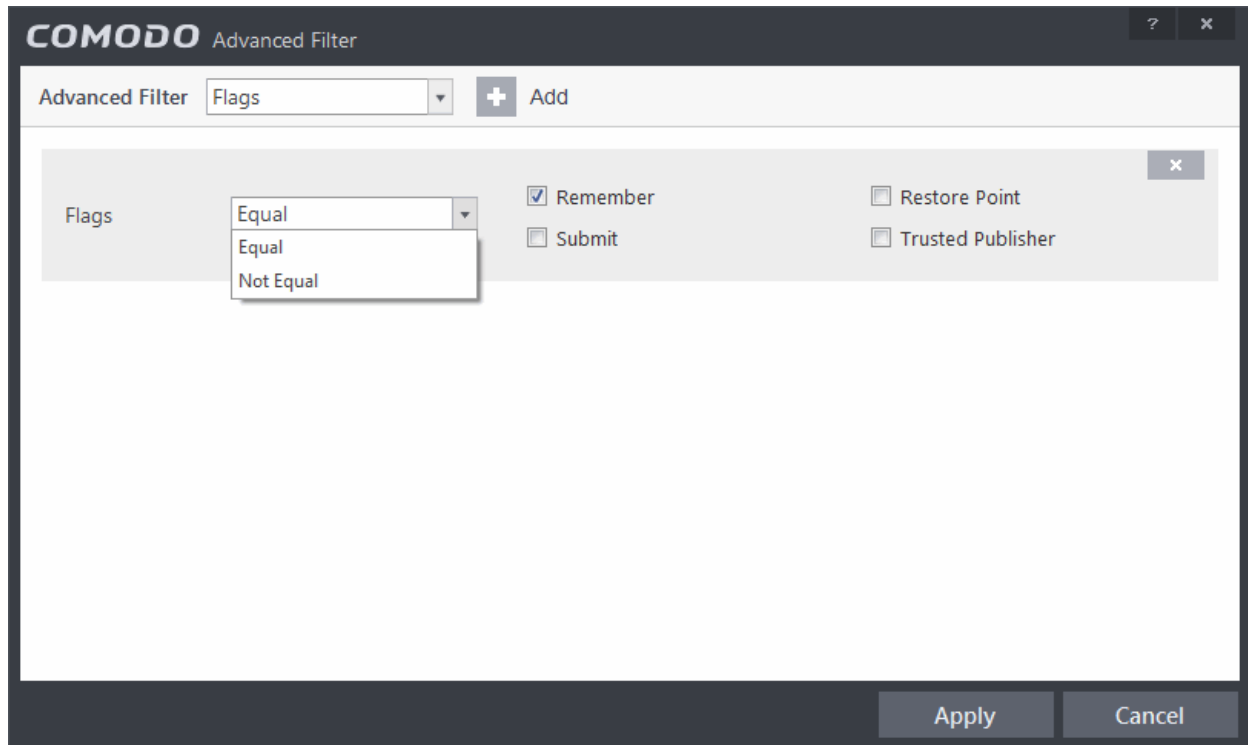 COMODO Advanced Filter ? x
Advanced Filter Flags + Add
x
Flags Equal
Equal
Not Equal
Remember
Restore Point
Submit
Trusted Publisher
Apply Cancel